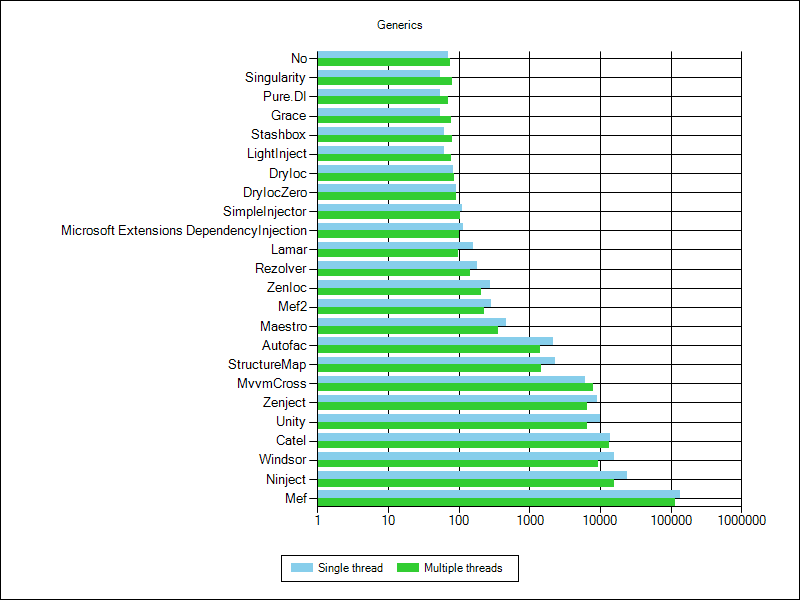 Generics
No
Singularity
Pure.DI
Grace
Stashbox
LightInject
DryIoc
DryIocZero
SimpleInjector
Microsoft Extensions DependencyInjection
Lamar
Rezolver
ZenIoc
Mef2
Maestro
Autofac
StructureMap
MvvmCross
Zenject
Unity
Catel
Windsor
Ninject
Mef
1 10 100 1000 10000 100000 1000000
Single thread Multiple threads